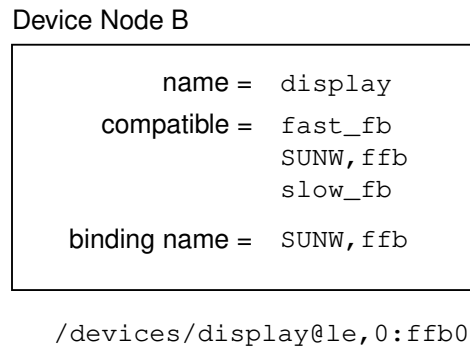 Device Node B
name = display
compatible = fast_fb
SUNW,ffb
slow_fb
binding name = SUNW,ffb
/devices/display@le,0:ffb0